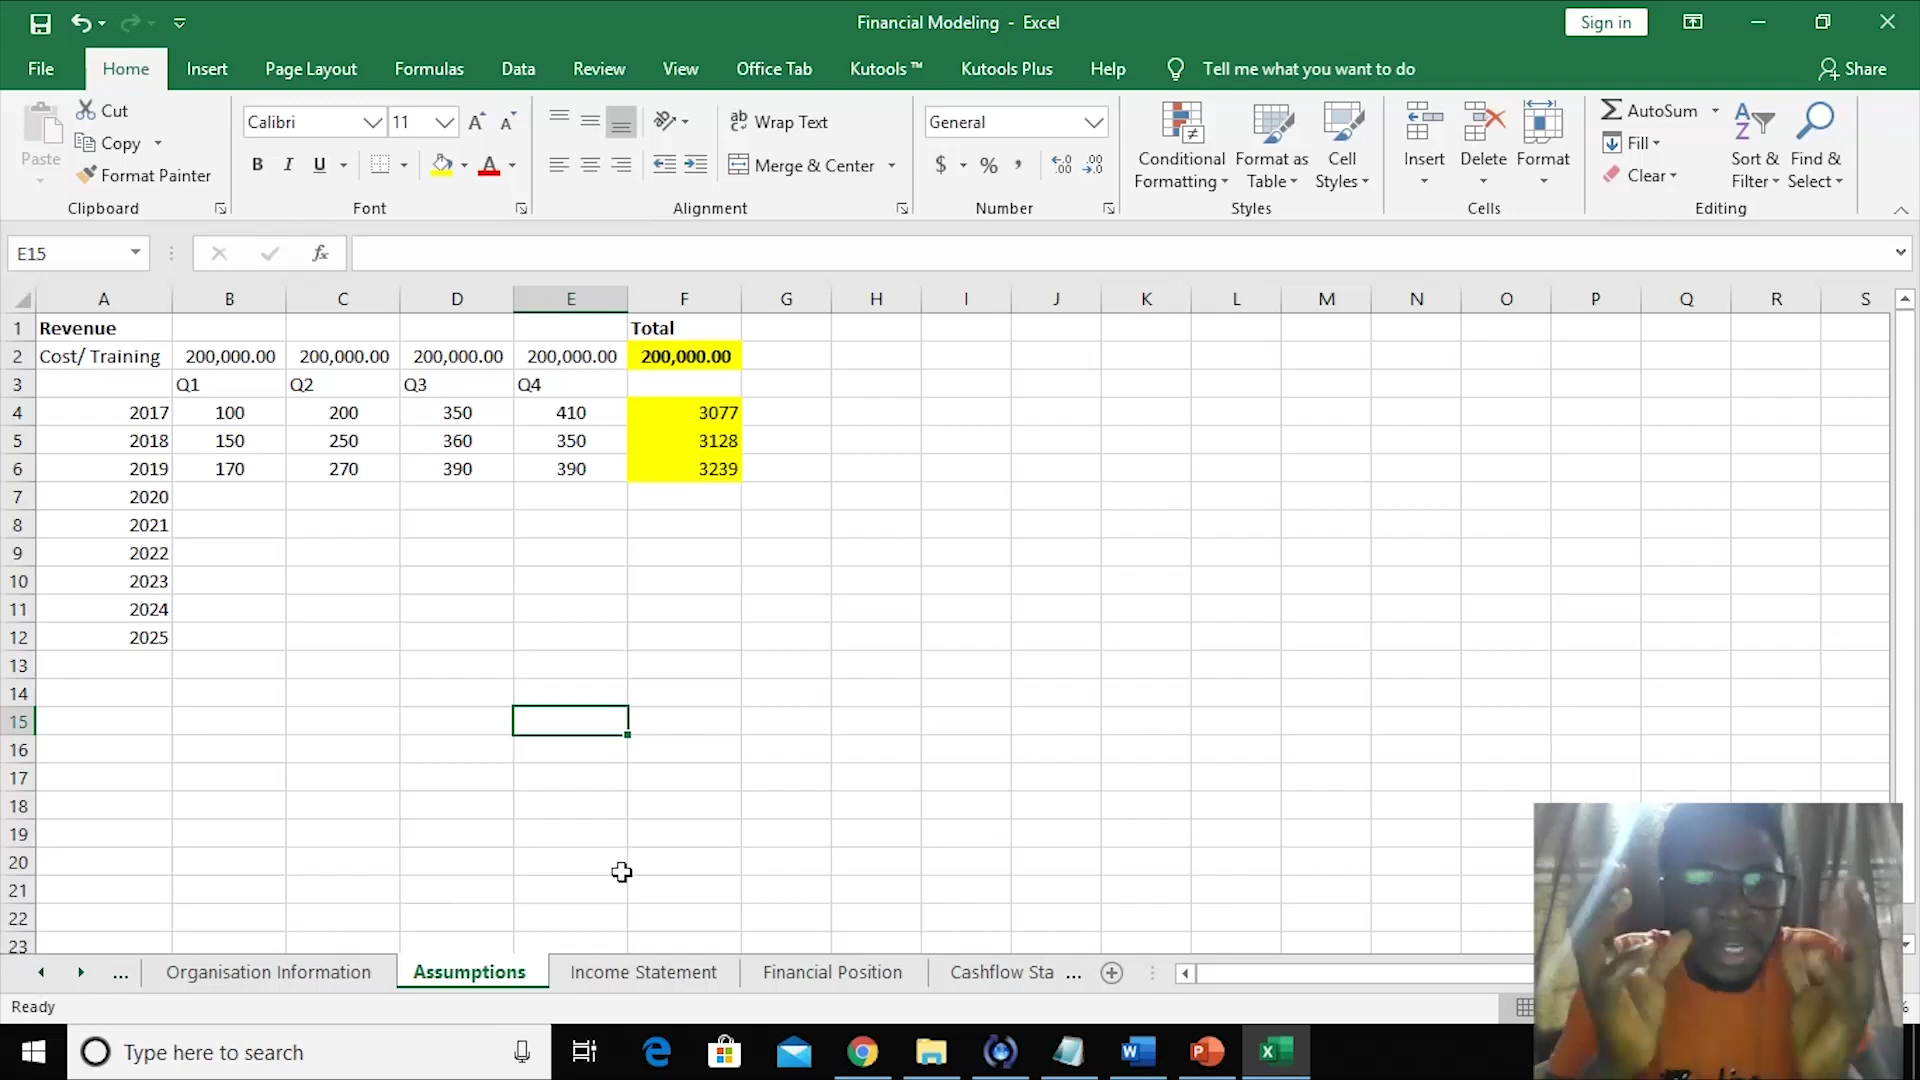 Financial Modeling - Excel
Sign in
File Home Insert Page Layout Formulas Data Review View Office Tab Kutools ™ Kutools Plus Help Tell me what you want to do Share
Paste
Cut
Copy
Format Painter
Clipboard
Calibri 11
B I U
Font
Wrap Text
Merge & Center
Alignment
General
$ % ,
Number
Conditional Formatting
Format as Table
Cell Styles
Styles
Insert Delete Format
Cells
AutoSum
Fill
Clear
Sort & Filter
Find & Select
Editing
E15 fx
A B C D E F G H I J K L M N O P Q R S
1 Revenue Total
2 Cost/ Training 200,000.00 200,000.00 200,000.00 200,000.00 200,000.00
3 Q1 Q2 Q3 Q4
4 2017 100 200 350 410 3077
5 2018 150 250 360 350 3128
6 2019 170 270 390 390 3239
7 2020
8 2021
9 2022
10 2023
11 2024
12 2025
13
14
15
16
17
18
19
20
21
22
23
... Organisation Information Assumptions Income Statement Financial Position Cashflow Sta ...
Ready
Type here to search